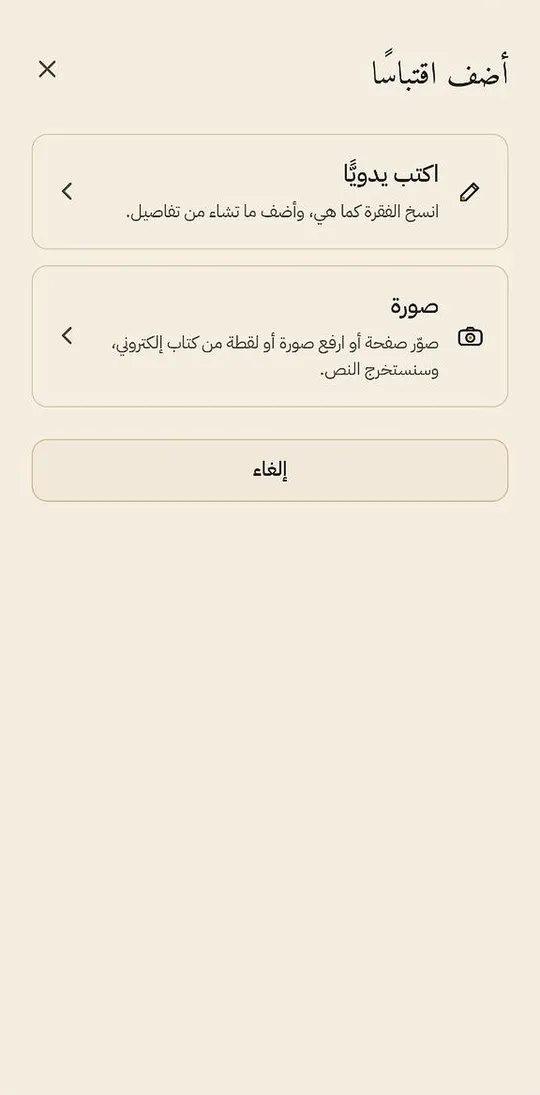 أضف اقتباسًا
اكتب يدويًّا
انسخ الفقرة كما هي، وأضف ما تشاء من تفاصيل.
صورة
صوّر صفحة أو ارفع صورة أو لقطة من كتاب إلكتروني،
وسنستخرج النص.
إلغاء